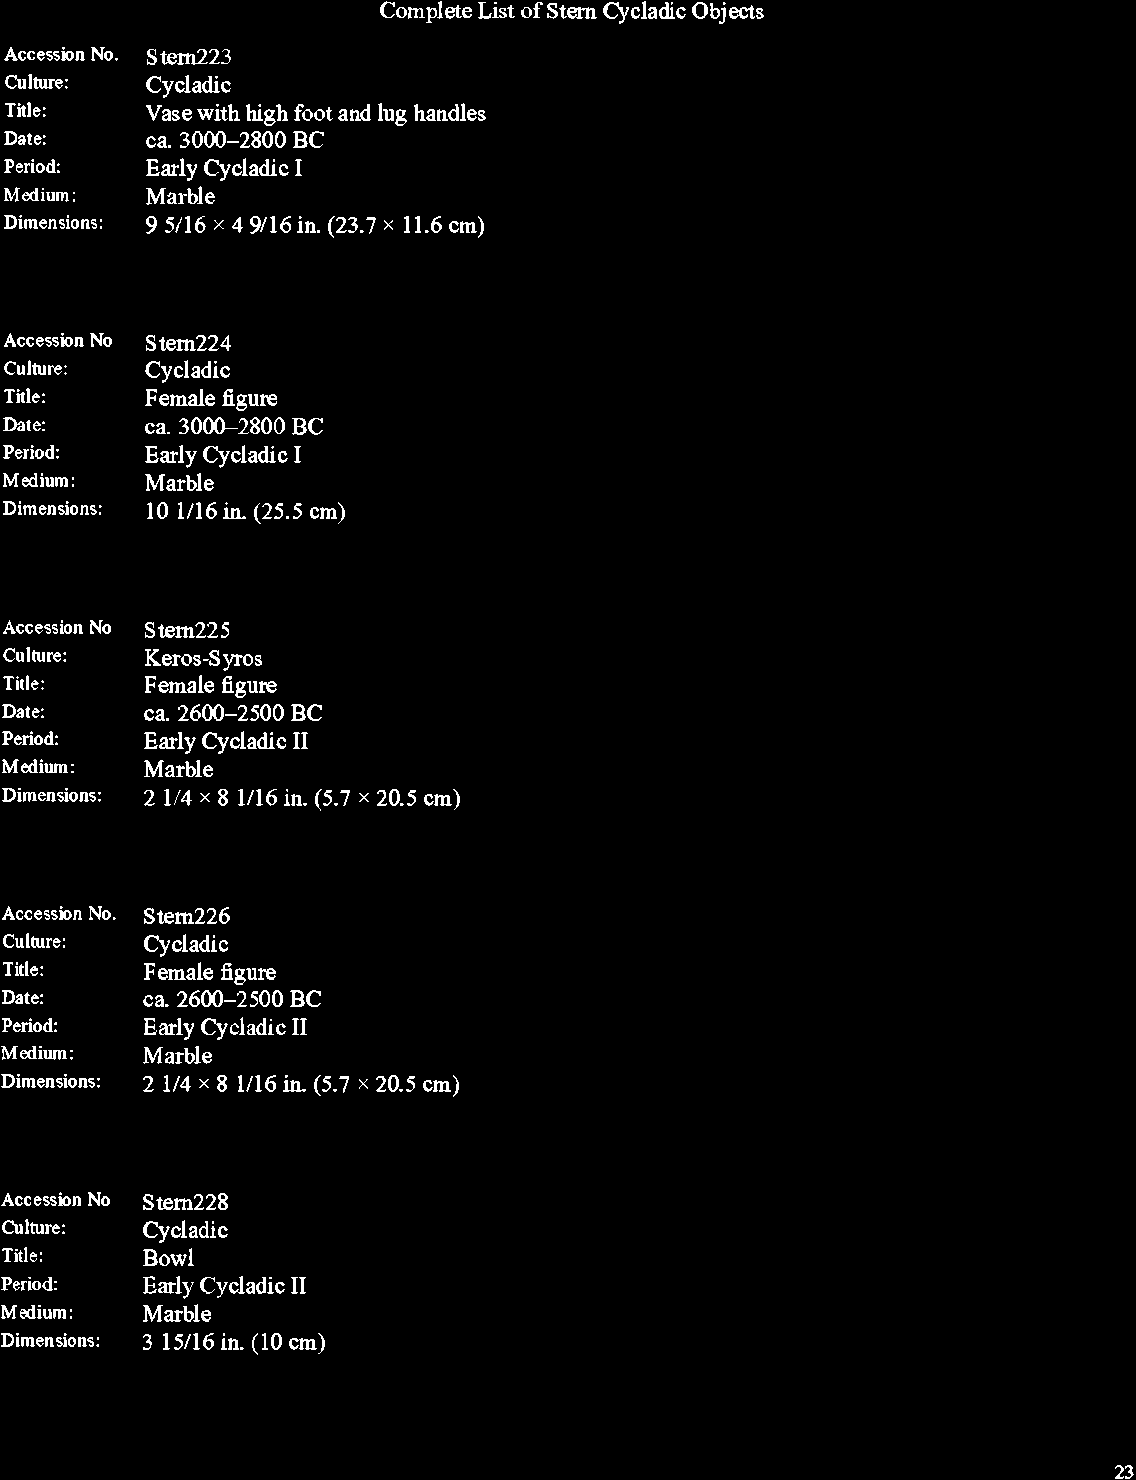 Complete List of Stern Cycladic Objects
Accession No. Stern223
Culture: Cycladic
Title: Vase with high foot and lug handles
Date: ca. 3000–2800 BC
Period: Early Cycladic I
Medium: Marble
Dimensions: 9 5/16 × 4 9/16 in. (23.7 × 11.6 cm)
Accession No Stern224
Culture: Cycladic
Title: Female figure
Date: ca. 3000–2800 BC
Period: Early Cycladic I
Medium: Marble
Dimensions: 10 1/16 in. (25.5 cm)
Accession No Stern225
Culture: Keros-Syros
Title: Female figure
Date: ca. 2600–2500 BC
Period: Early Cycladic II
Medium: Marble
Dimensions: 2 1/4 × 8 1/16 in. (5.7 × 20.5 cm)
Accession No. Stern226
Culture: Cycladic
Title: Female figure
Date: ca. 2600–2500 BC
Period: Early Cycladic II
Medium: Marble
Dimensions: 2 1/4 × 8 1/16 in. (5.7 × 20.5 cm)
Accession No Stern228
Culture: Cycladic
Title: Bowl
Period: Early Cycladic II
Medium: Marble
Dimensions: 3 15/16 in. (10 cm)
23